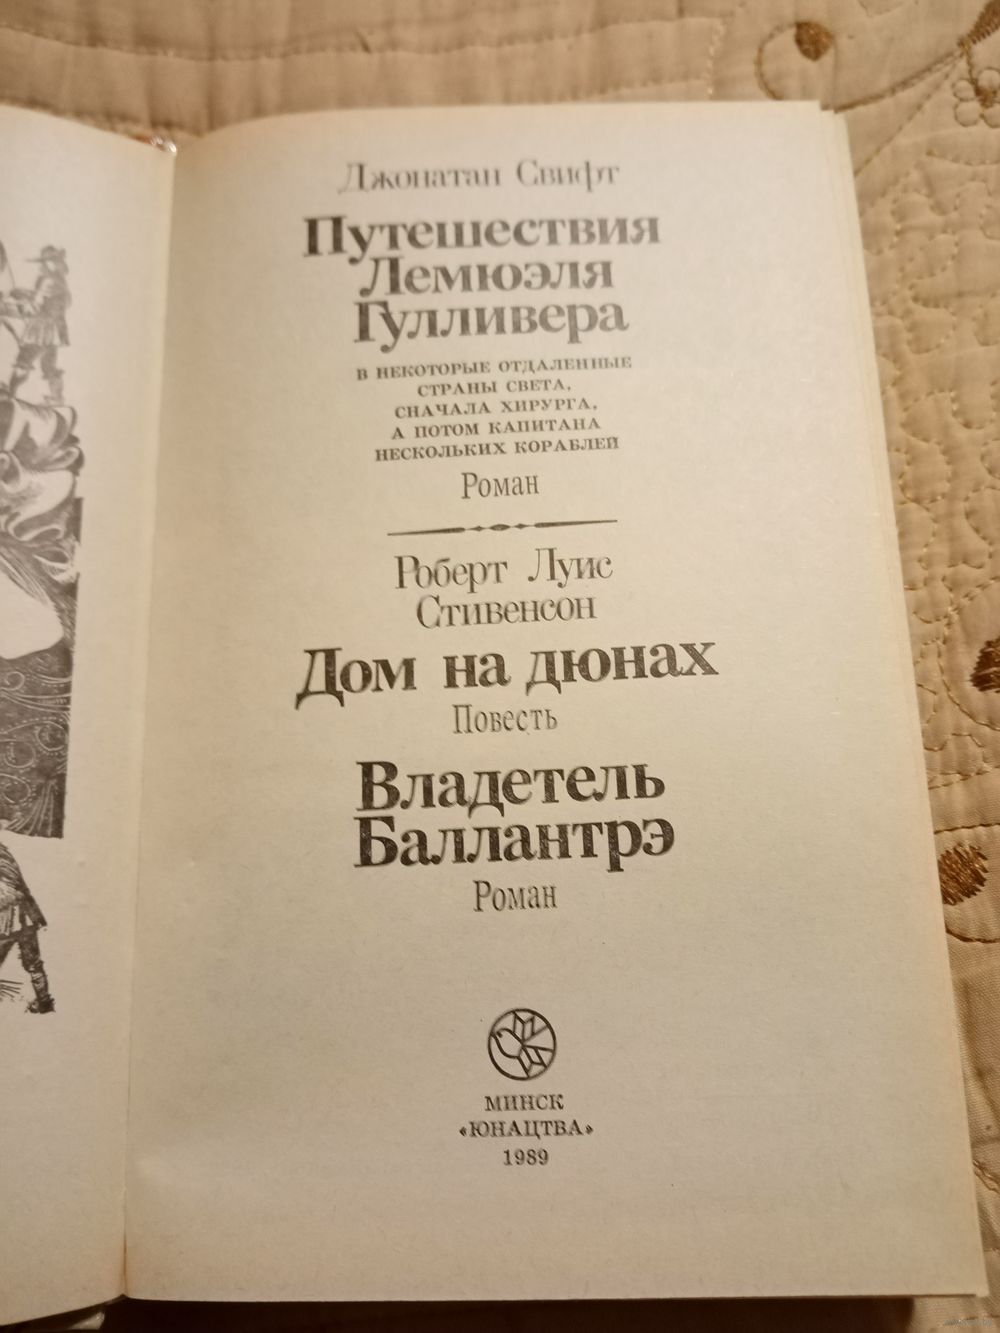 Джонатан Свифт
Путешествия
Лемюэля
Гулливера
В НЕКОТОРЫЕ ОТДАЛЕННЫЕ
СТРАНЫ СВЕТА,
СНАЧАЛА ХИРУРГА,
А ПОТОМ КАПИТАНА
НЕСКОЛЬКИХ КОРАБЛЕЙ
Роман
Роберт Луис
Стивенсон
Дом на дюнах
Повесть
Владетель
Баллантрэ
Роман
МИНСК
«ЮНАЦТВА»
1989